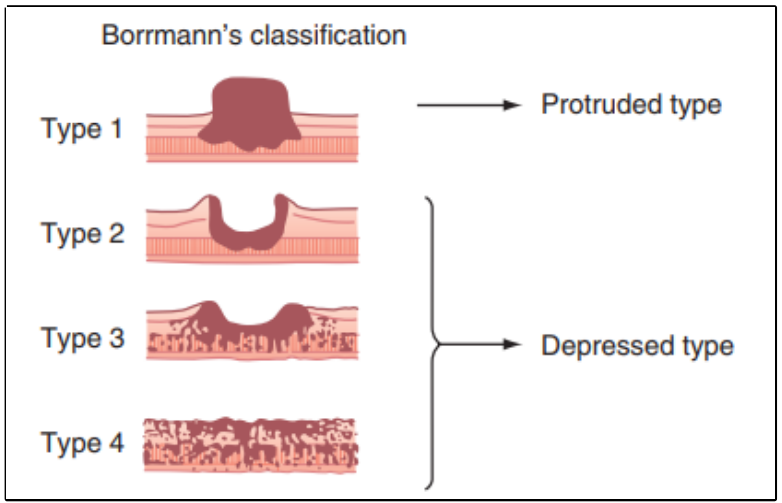 Borrmann's classification
Type 1
Protruded type
Type 2
Type 3
Depressed type
Type 4